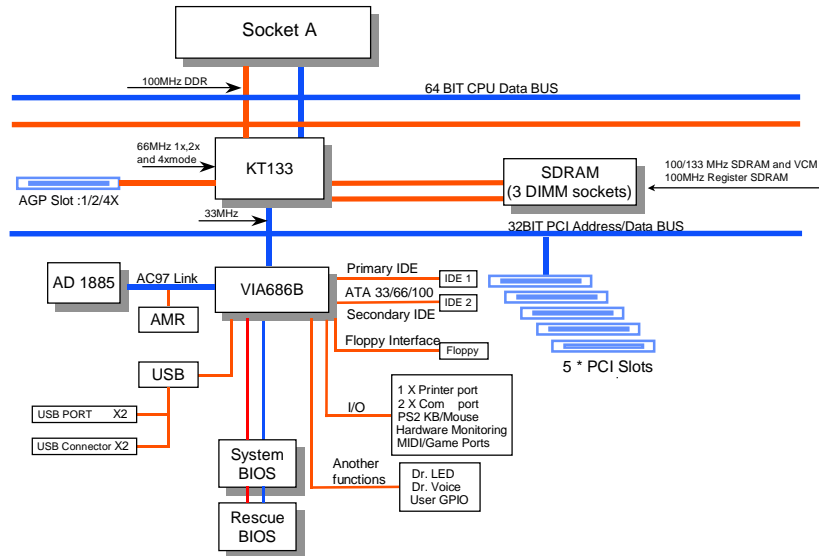 Socket A
100MHz DDR
64 BIT CPU Data BUS
66MHz 1x,2x
and 4xmode
KT133
SDRAM
(3 DIMM sockets)
100/133 MHz SDRAM and VCM
100MHz Register SDRAM
AGP Slot :1/2/4X
33MHz
32BIT PCI Address/Data BUS
AD 1885
AC97 Link
VIA686B
Primary IDE
IDE 1
ATA 33/66/100
IDE 2
Secondary IDE
AMR
Floppy Interface
Floppy
5 * PCI Slots
USB
USB PORT X2
USB Connector X2
I/O
1 X Printer port
2 X Com port
PS2 KB/Mouse
Hardware Monitoring
MIDI/Game Ports
System
BIOS
Another
functions
Dr. LED
Dr. Voice
User GPIO
Rescue
BIOS